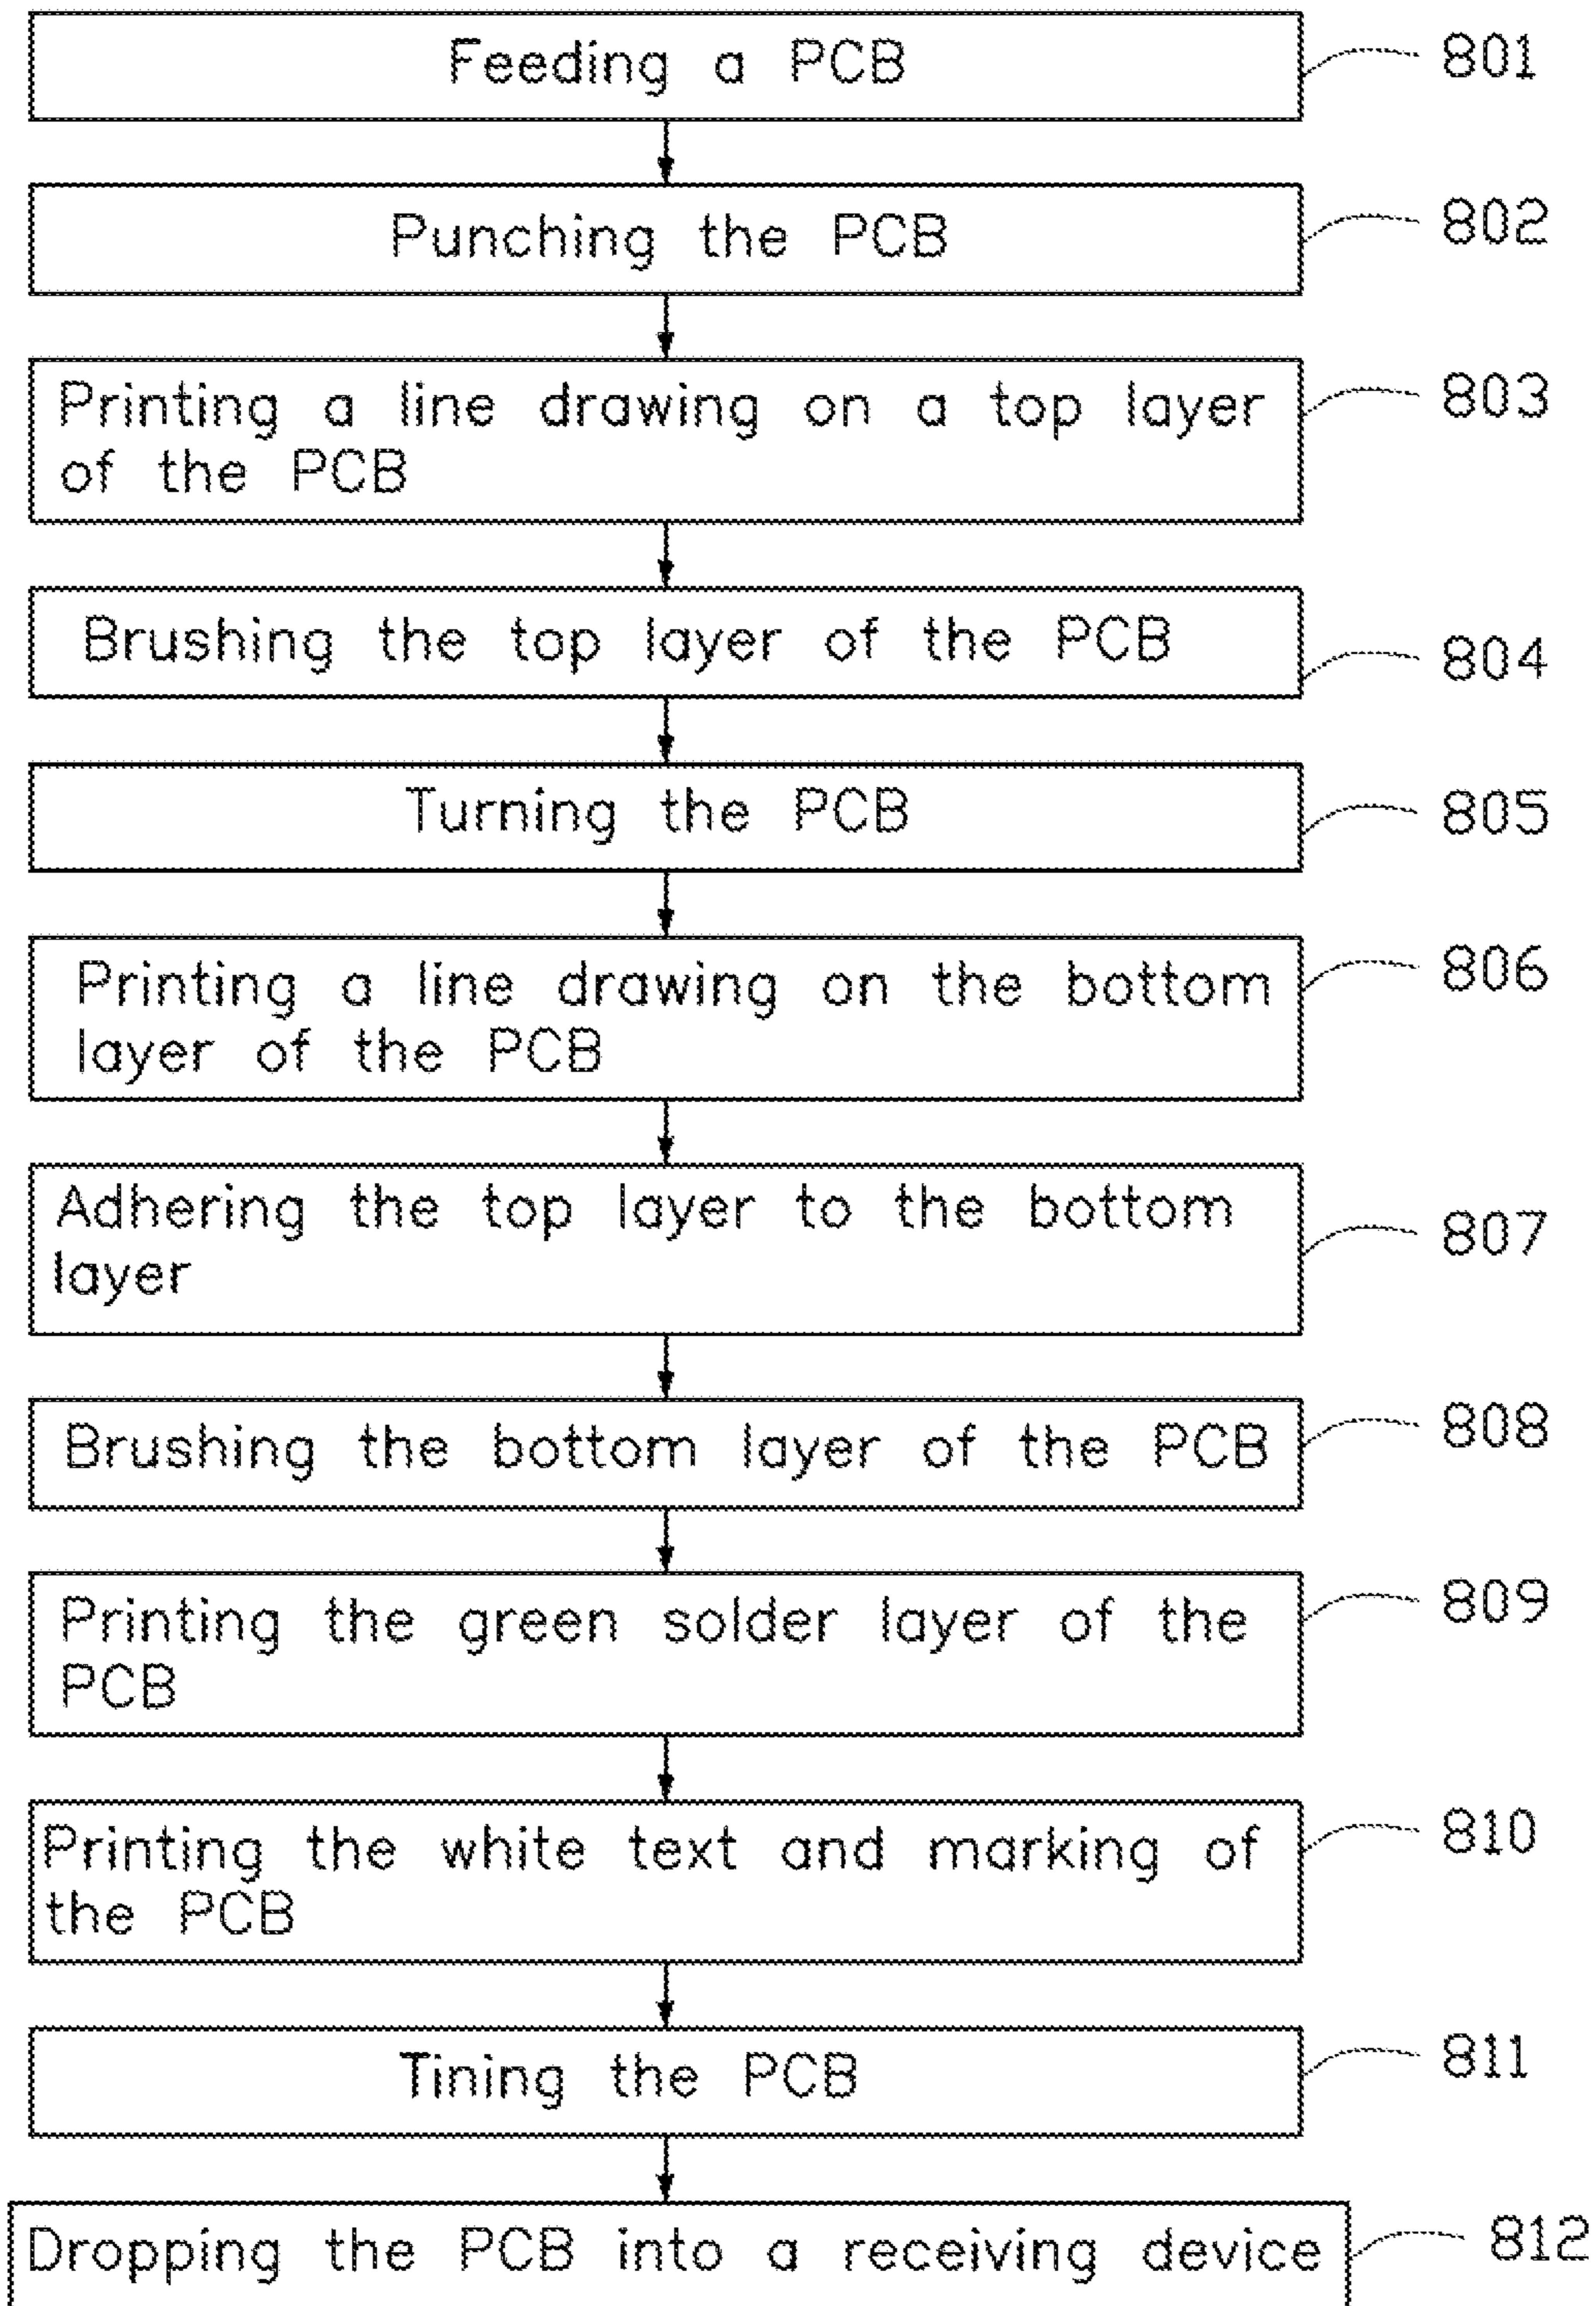 Feeding a PCB
801
Punching the PCB
802
Printing a line drawing on a top layer
of the PCB
803
Brushing the top layer of the PCB
804
Turning the PCB
805
Printing a line drawing on the bottom
layer of the PCB
806
Adhering the top layer to the bottom
layer
807
Brushing the bottom layer of the PCB
808
Printing the green solder layer of the
PCB
809
Printing the white text and marking of
the PCB
810
Tining the PCB
811
Dropping the PCB into a receiving device
812